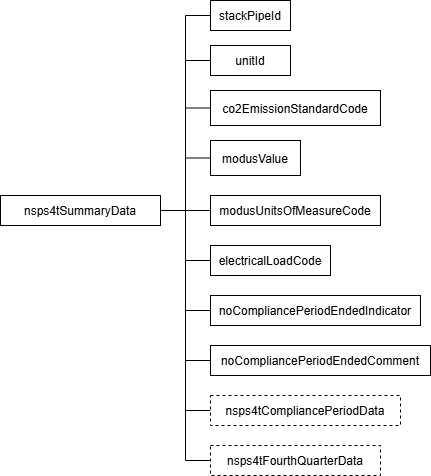 stackPipeId
unitId
co2EmissionStandardCode
modusValue
nsps4tSummaryData
modusUnitsOfMeasureCode
electricalLoadCode
noCompliancePeriodEndedIndicator
noCompliancePeriodEndedComment
nsps4tCompliancePeriodData
nsps4tFourthQuarterData